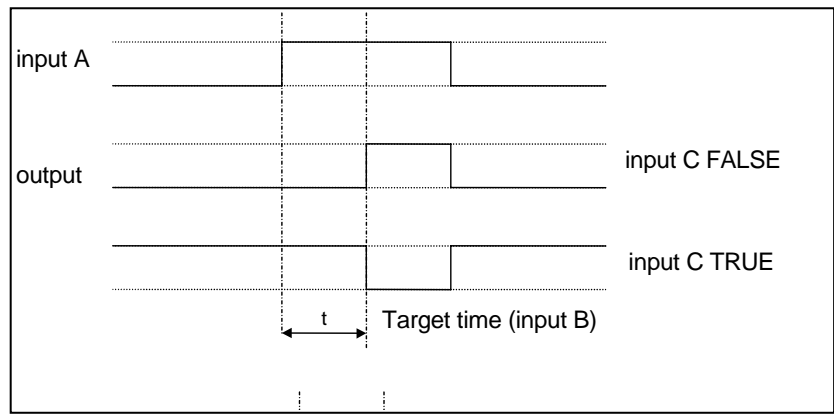 input A
output
input C FALSE
input C TRUE
t
Target time (input B)